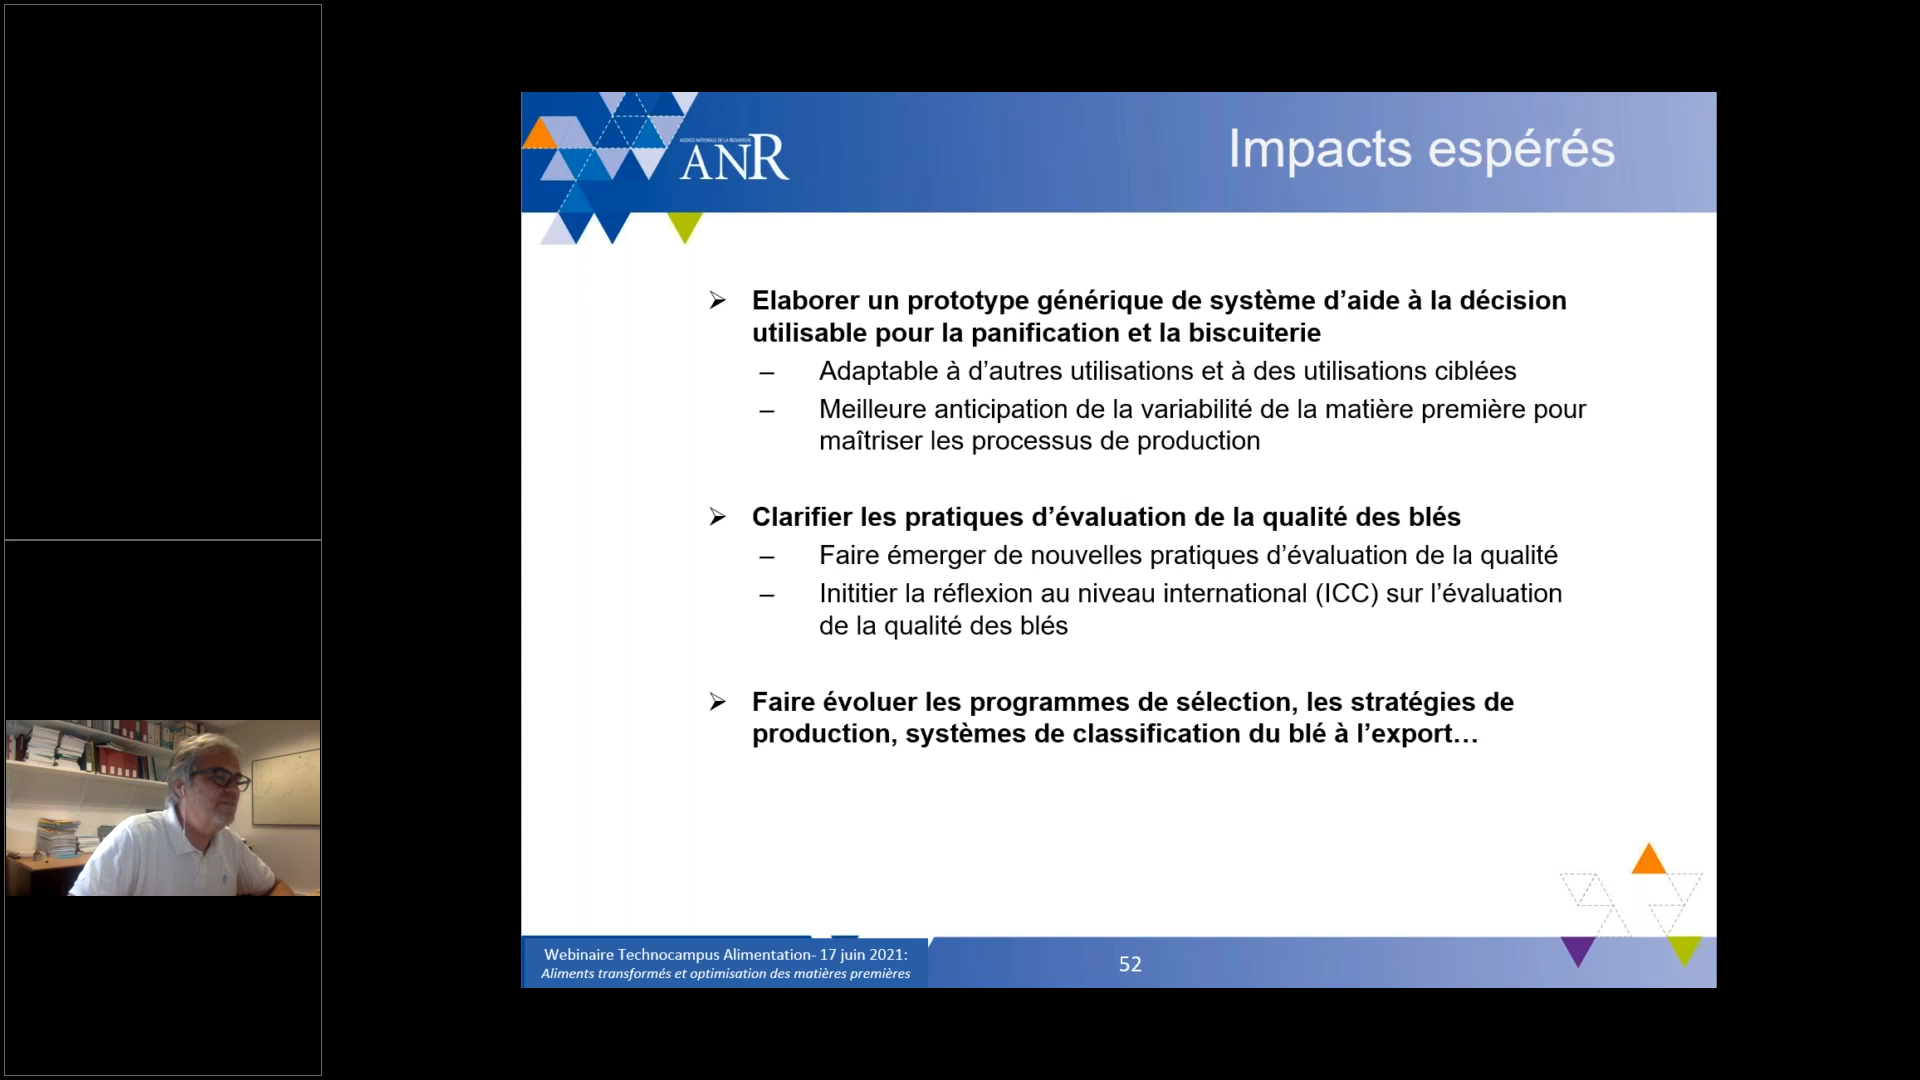 AGENCE NATIONALE DE LA RECHERCHE
ANR
Impacts espérés
➢ Elaborer un prototype générique de système d’aide à la décision
utilisable pour la panification et la biscuiterie
– Adaptable à d’autres utilisations et à des utilisations ciblées
– Meilleure anticipation de la variabilité de la matière première pour
maîtriser les processus de production
➢ Clarifier les pratiques d’évaluation de la qualité des blés
– Faire émerger de nouvelles pratiques d’évaluation de la qualité
– Inititier la réflexion au niveau international (ICC) sur l’évaluation
de la qualité des blés
➢ Faire évoluer les programmes de sélection, les stratégies de
production, systèmes de classification du blé à l’export…
Webinaire Technocampus Alimentation- 17 juin 2021:
Aliments transformés et optimisation des matières premières
52